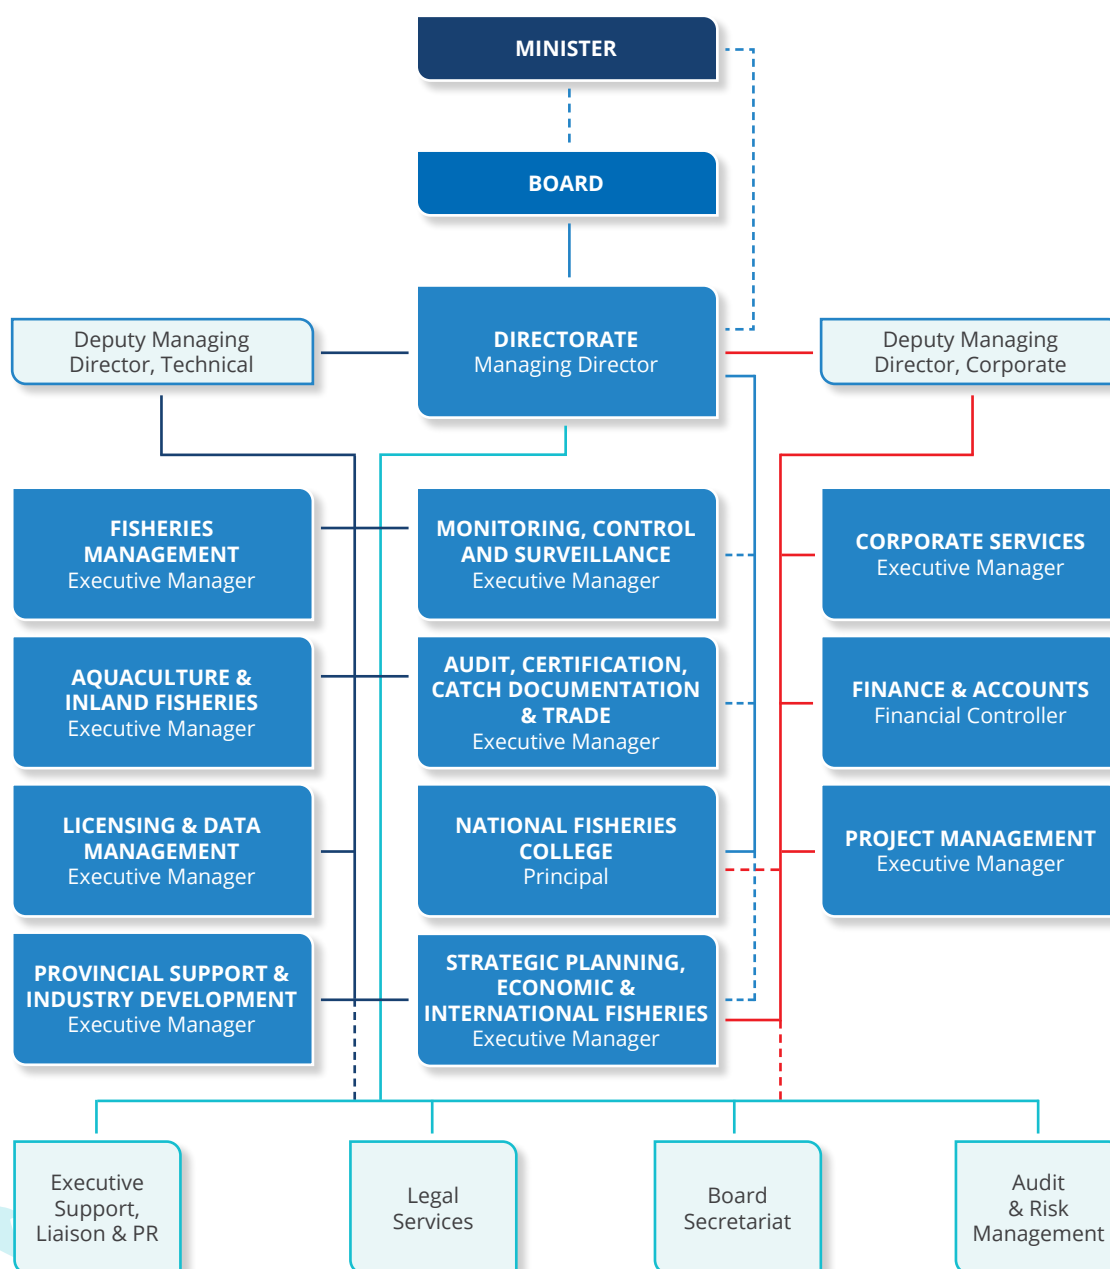 MINISTER
BOARD
DIRECTORATE
Managing Director
Deputy Managing
Director, Technical
Deputy Managing
Director, Corporate
FISHERIES
MANAGEMENT
Executive Manager
MONITORING, CONTROL
AND SURVEILLANCE
Executive Manager
CORPORATE SERVICES
Executive Manager
AQUACULTURE &
INLAND FISHERIES
Executive Manager
AUDIT, CERTIFICATION,
CATCH DOCUMENTATION
& TRADE
Executive Manager
FINANCE & ACCOUNTS
Financial Controller
LICENSING & DATA
MANAGEMENT
Executive Manager
NATIONAL FISHERIES
COLLEGE
Principal
PROJECT MANAGEMENT
Executive Manager
PROVINCIAL SUPPORT &
INDUSTRY DEVELOPMENT
Executive Manager
STRATEGIC PLANNING,
ECONOMIC &
INTERNATIONAL FISHERIES
Executive Manager
Executive
Support,
Liaison & PR
Legal
Services
Board
Secretariat
Audit
& Risk
Management